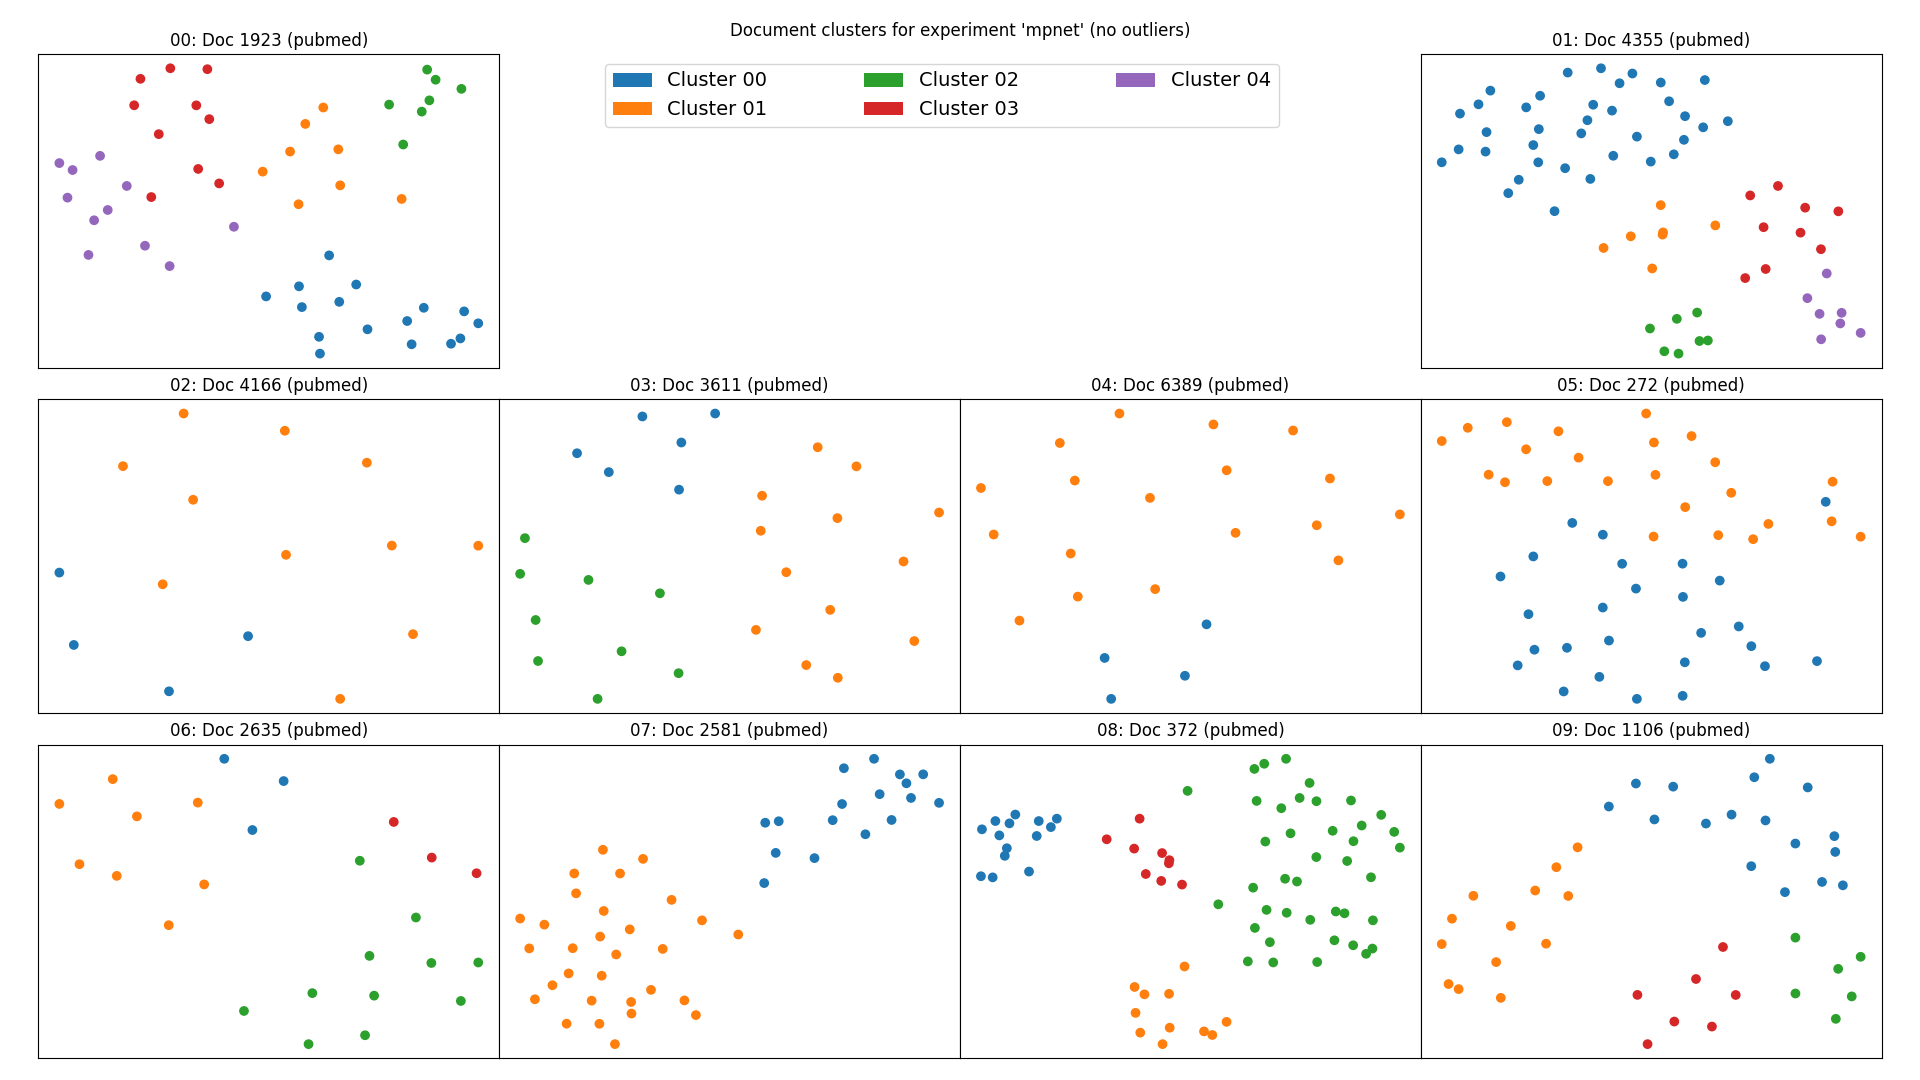 Document clusters for experiment 'mpnet' (no outliers)
Cluster 00
Cluster 01
Cluster 02
Cluster 03
Cluster 04
00: Doc 1923 (pubmed)
01: Doc 4355 (pubmed)
02: Doc 4166 (pubmed)
03: Doc 3611 (pubmed)
04: Doc 6389 (pubmed)
05: Doc 272 (pubmed)
06: Doc 2635 (pubmed)
07: Doc 2581 (pubmed)
08: Doc 372 (pubmed)
09: Doc 1106 (pubmed)